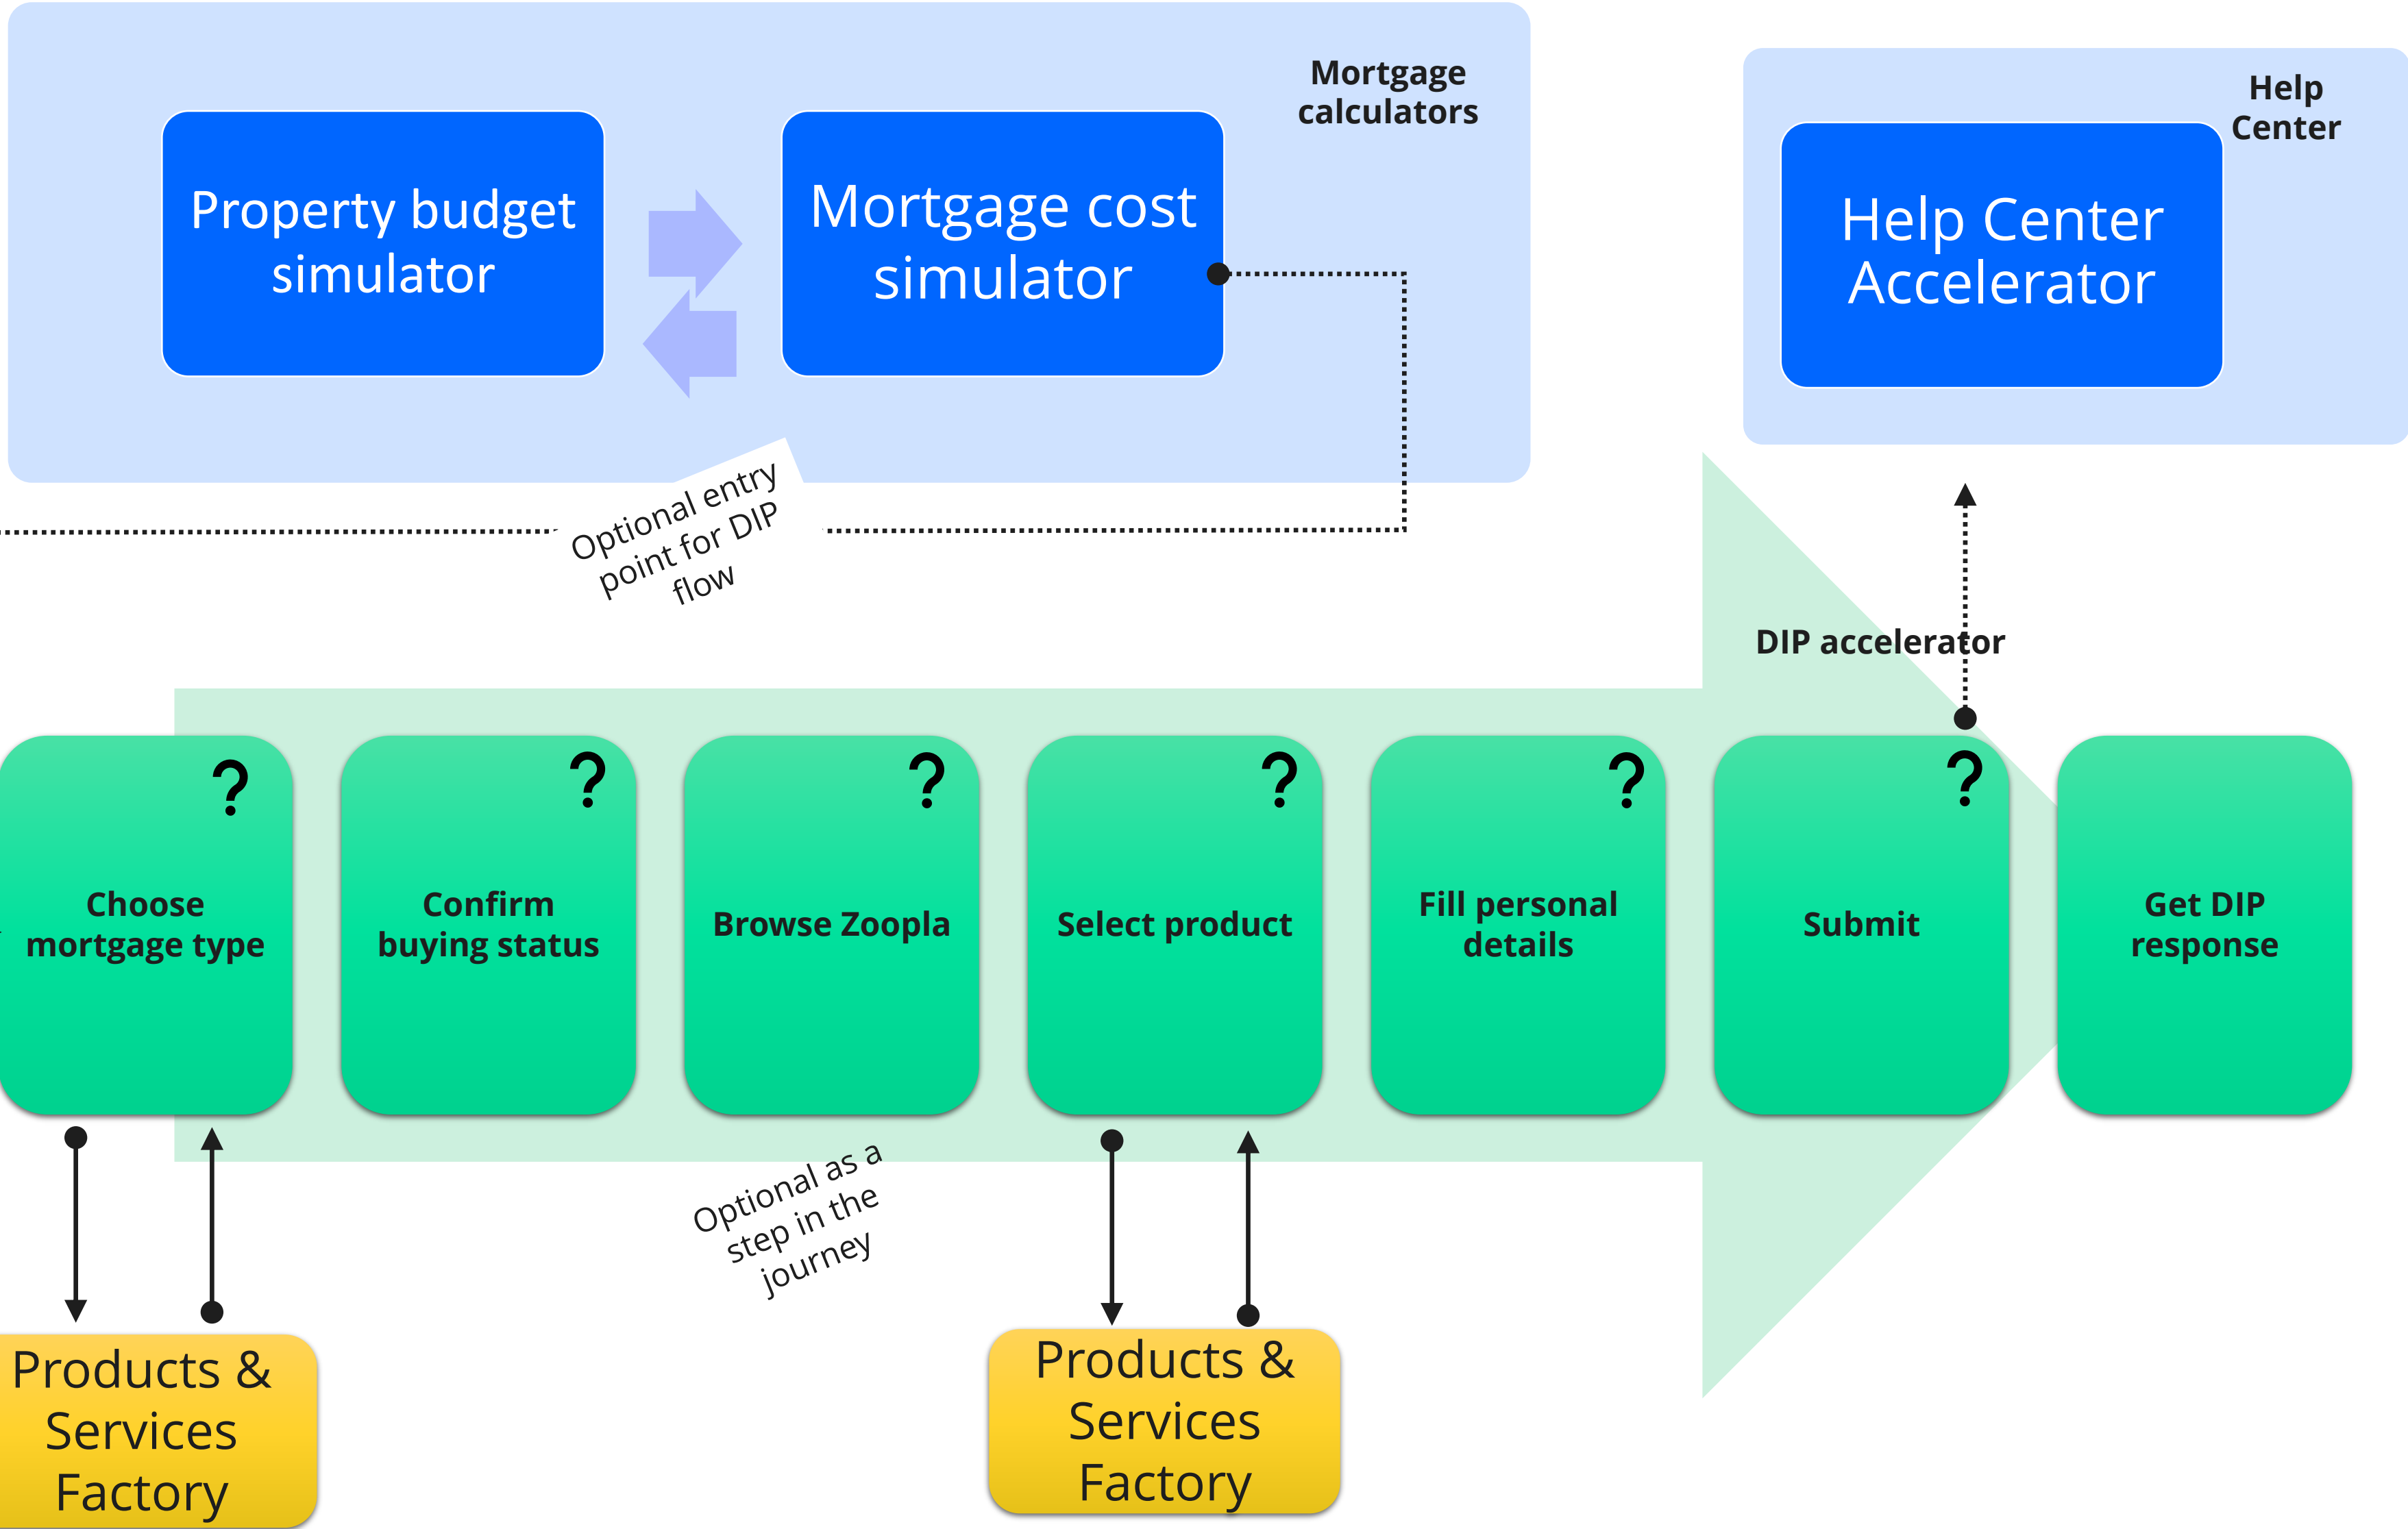 Mortgage
calculators
Help
Center
Property budget
simulator
Mortgage cost
simulator
Help Center
Accelerator
Optional entry
point for DIP
flow
DIP accelerator
?
?
?
?
?
?
Choose
mortgage type
Confirm
buying status
Browse Zoopla
Select product
Fill personal
details
Submit
Get DIP
response
Optional as a
step in the
journey
Products &
Services
Factory
Products &
Services
Factory